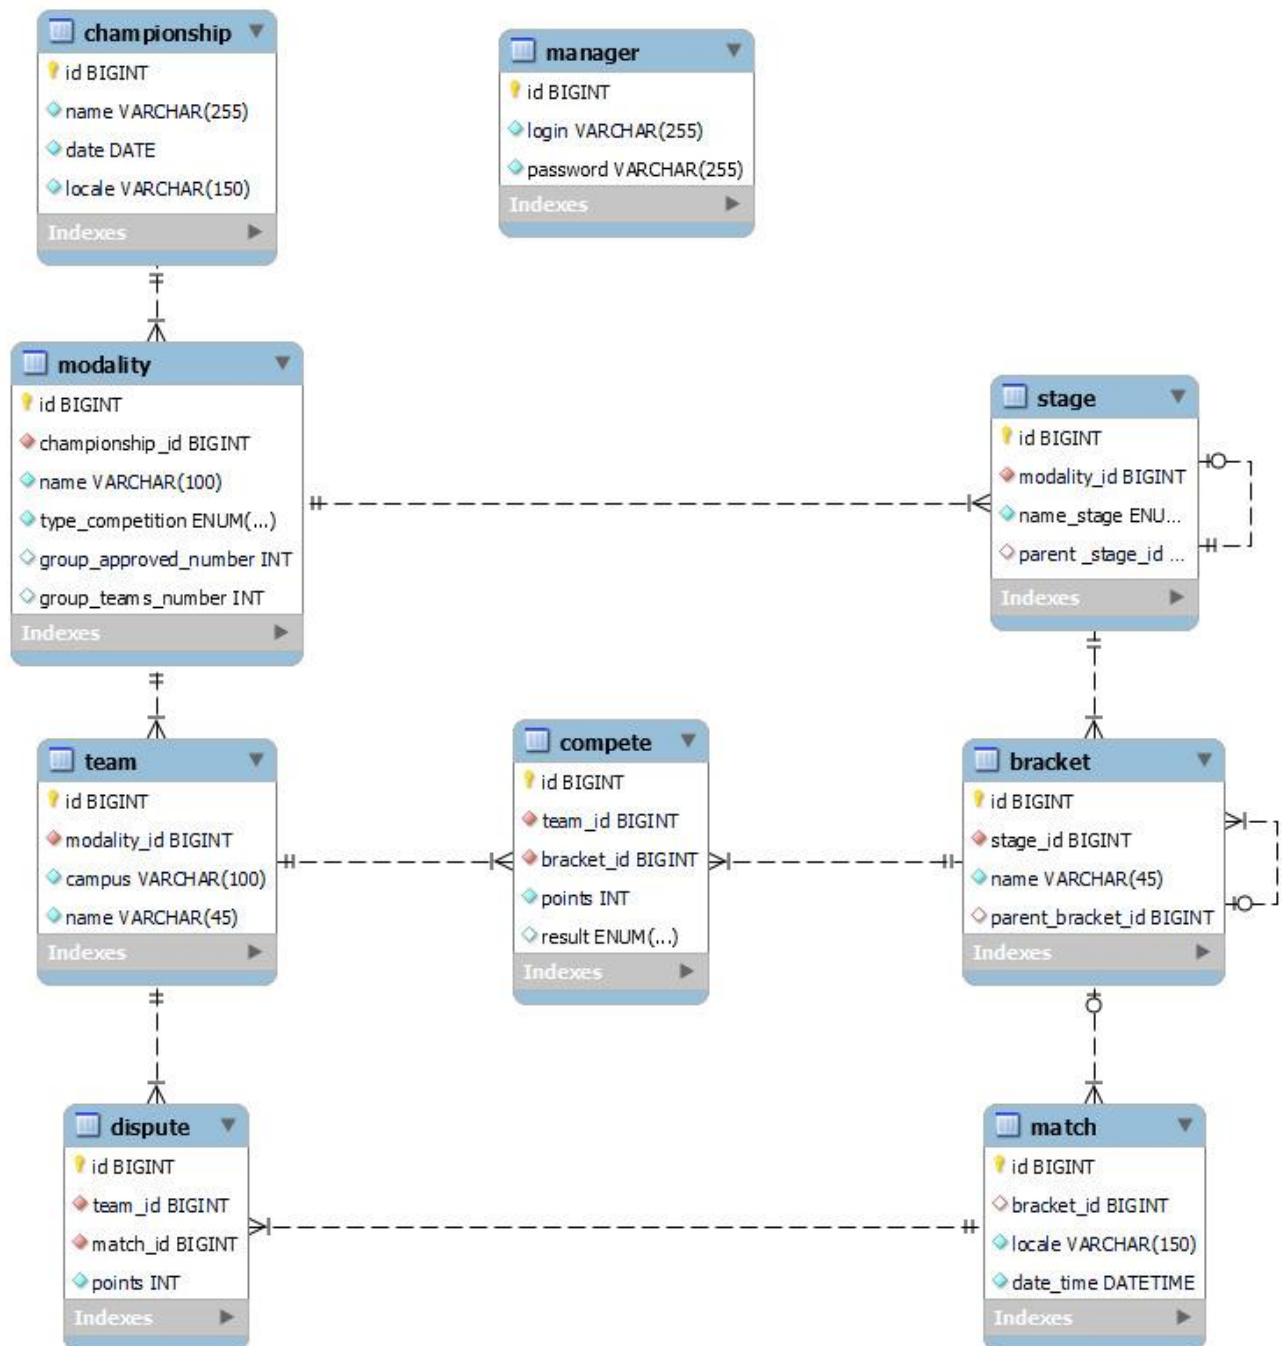 championship
id BIGINT
name VARCHAR(255)
date DATE
locale VARCHAR(150)
Indexes
manager
id BIGINT
login VARCHAR(255)
password VARCHAR(255)
Indexes
modality
id BIGINT
championship_id BIGINT
name VARCHAR(100)
type_competition ENUM(...)
group_approved_number INT
group_teams_number INT
Indexes
stage
id BIGINT
modality_id BIGINT
name_stage ENU...
parent _stage_id ...
Indexes
team
id BIGINT
modality_id BIGINT
campus VARCHAR(100)
name VARCHAR(45)
Indexes
compete
id BIGINT
team_id BIGINT
bracket_id BIGINT
points INT
result ENUM(...)
Indexes
bracket
id BIGINT
stage_id BIGINT
name VARCHAR(45)
parent_bracket_id BIGINT
Indexes
dispute
id BIGINT
team_id BIGINT
match_id BIGINT
points INT
Indexes
match
id BIGINT
bracket_id BIGINT
locale VARCHAR(150)
date_time DATETIME
Indexes